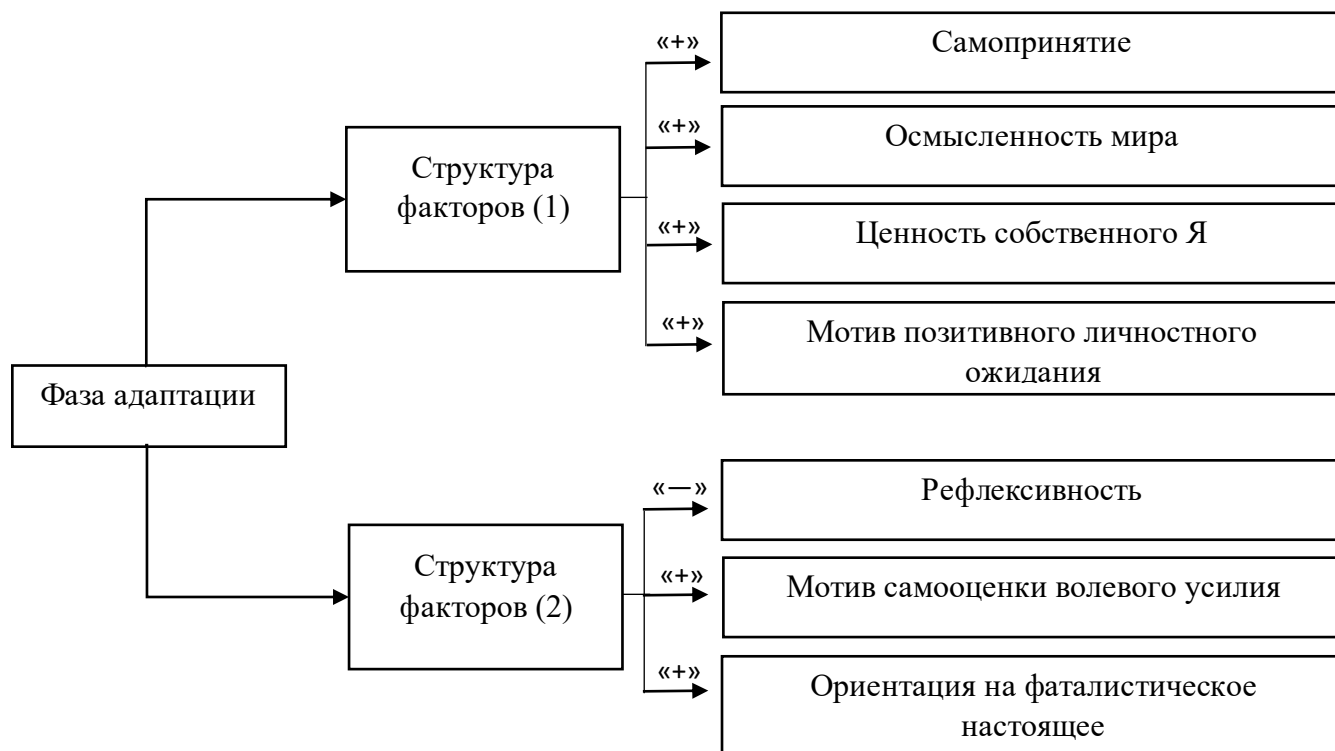 «+»
Самопринятие
«+»
Осмысленность мира
Структура
факторов (1)
«+»
Ценность собственного Я
«+»
Мотив позитивного личностного
ожидания
Фаза адаптации
«—»
Рефлексивность
Структура
факторов (2)
«+»
Мотив самооценки волевого усилия
«+»
Ориентация на фаталистическое
настоящее